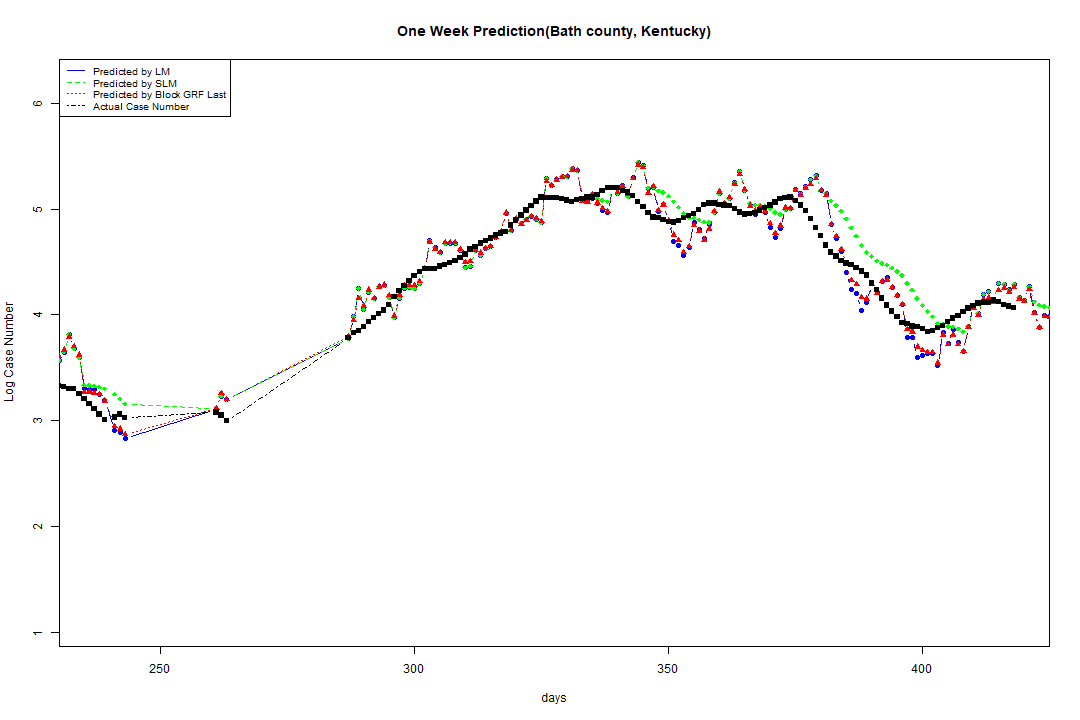 One Week Prediction(Bath county, Kentucky)
Predicted by LM
Predicted by SLM
Predicted by Block GRF Last
Actual Case Number
6
5
4
3
2
1
Log Case Number
250
300
350
400
days